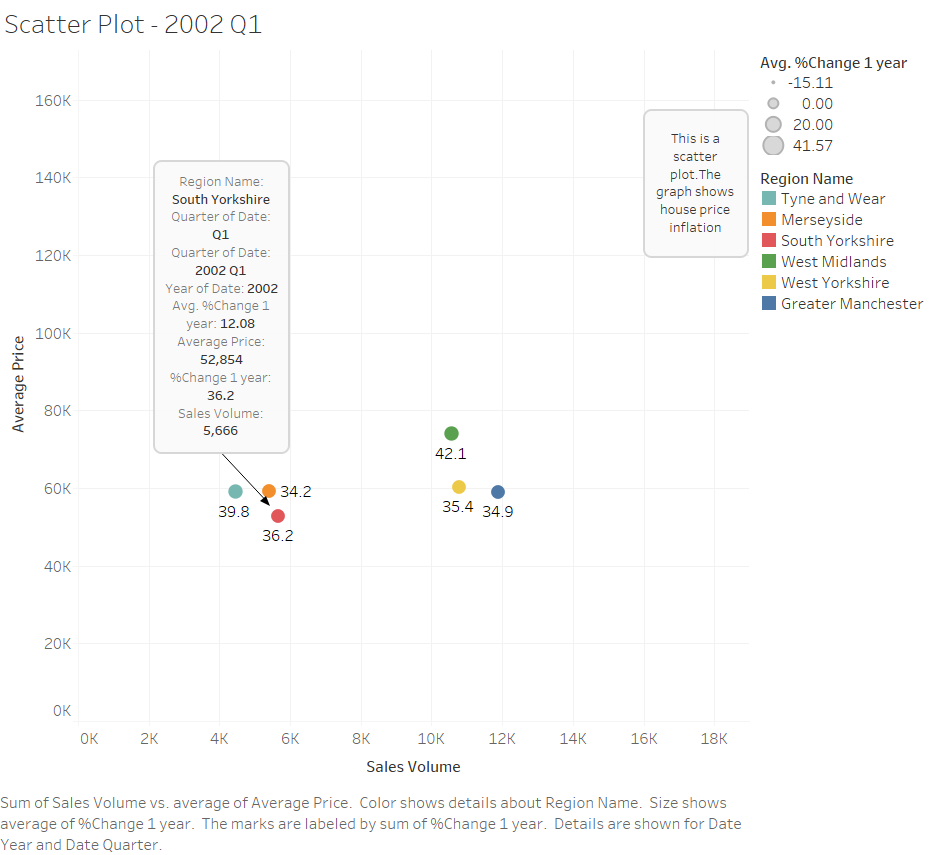 Scatter Plot - 2002 Q1
Avg. %Change 1 year
-15.11
0.00
20.00
41.57
Region Name
Tyne and Wear
Merseyside
South Yorkshire
West Midlands
West Yorkshire
Greater Manchester
This is a
scatter
plot.The
graph shows
house price
inflation
Region Name:
South Yorkshire
Quarter of Date:
Q1
Quarter of Date:
2002 Q1
Year of Date: 2002
Avg. %Change 1
year: 12.08
Average Price:
52,854
%Change 1 year:
36.2
Sales Volume:
5,666
Average Price
160K
140K
120K
100K
80K
60K
40K
20K
0K
42.1
34.2
39.8
36.2
35.4
34.9
0K 2K 4K 6K 8K 10K 12K 14K 16K 18K
Sales Volume
Sum of Sales Volume vs. average of Average Price.  Color shows details about Region Name.  Size shows
average of %Change 1 year.  The marks are labeled by sum of %Change 1 year.  Details are shown for Date
Year and Date Quarter.